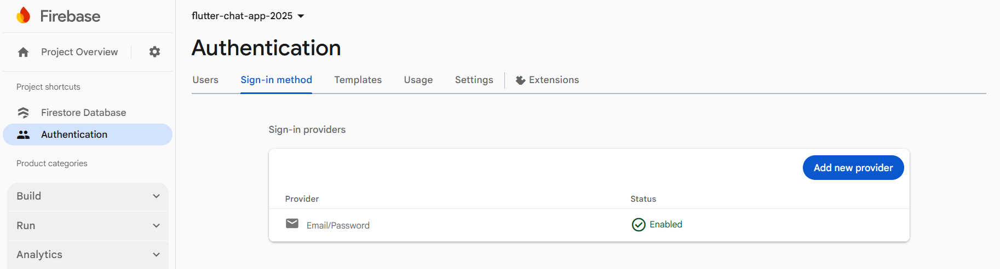 Firebase
flutter-chat-app-2025
Project Overview
Authentication
Users
Sign-in method
Templates
Usage
Settings
Extensions
Project shortcuts
Firestore Database
Authentication
Product categories
Build
Run
Analytics
Sign-in providers
Add new provider
Provider Status
Email/Password Enabled